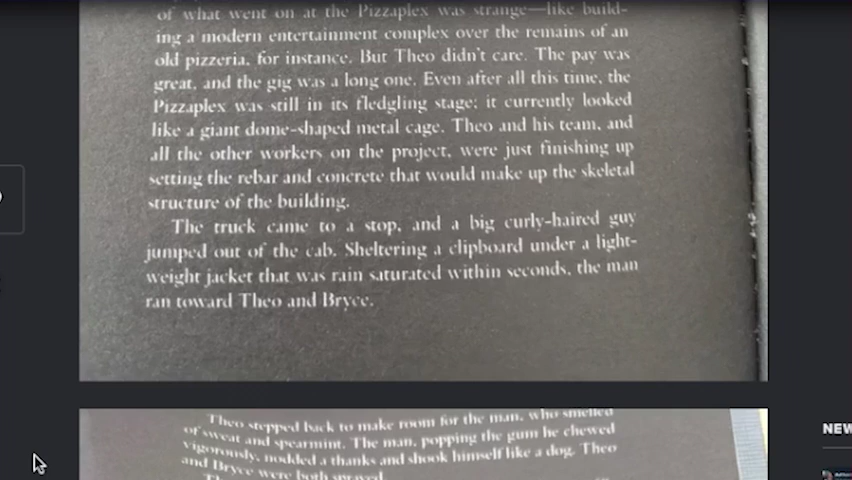 of what went on at the Pizzaplex was strange—like build-
ing a modern entertainment complex over the remains of an
old pizzeria, for instance. But Theo didn't care. The pay was
great, and the gig was a long one. Even after all this time, the
Pizzaplex was still in its fledgling stage; it currently looked
like a giant dome-shaped metal cage. Theo and his team, and
all the other workers on the project, were just finishing up
setting the rebar and concrete that would make up the skeletal
structure of the building.
The truck came to a stop, and a big curly-haired guy
jumped out of the cab. Sheltering a clipboard under a light-
weight jacket that was rain saturated within seconds, the man
ran toward Theo and Bryce.
Theo stepped back to make room for the man, who smelled
of sweat and spearmint. The man, popping the gum he chewed
vigorously, nodded a thanks and shook himself like a dog. Theo
and Bryce were both sprayed.
NEW